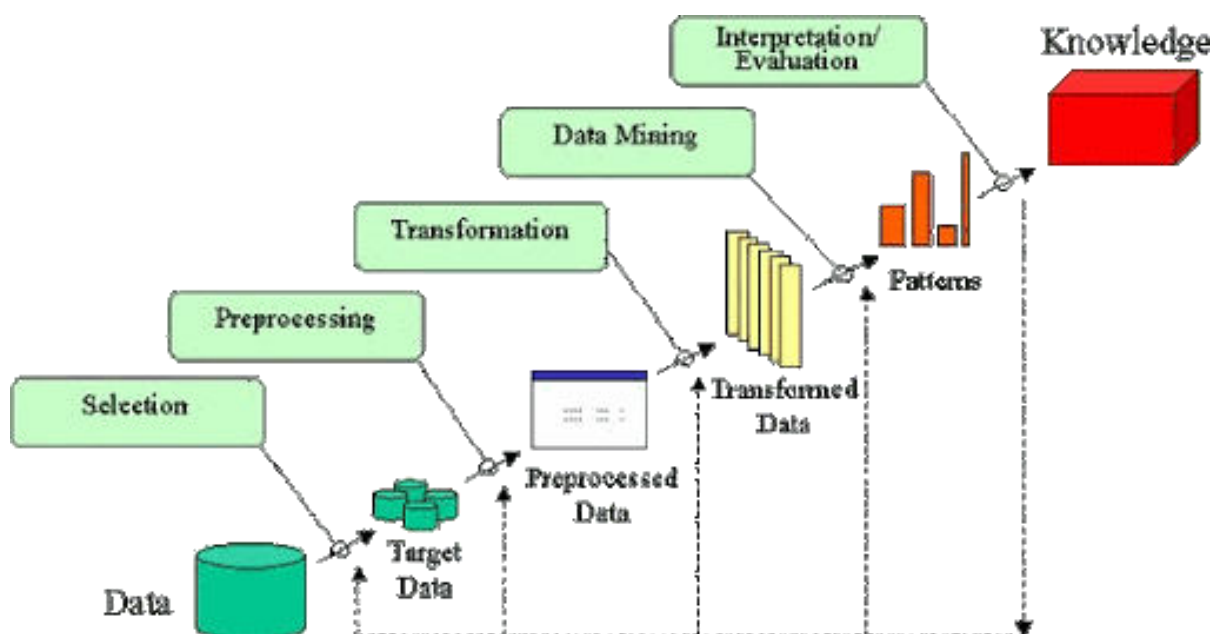 Interpretation/
Evaluation
Knowledge
Data Mining
Transformation
Patterns
Preprocessing
Transformed
Data
Selection
Preprocessed
Data
Target
Data
Data